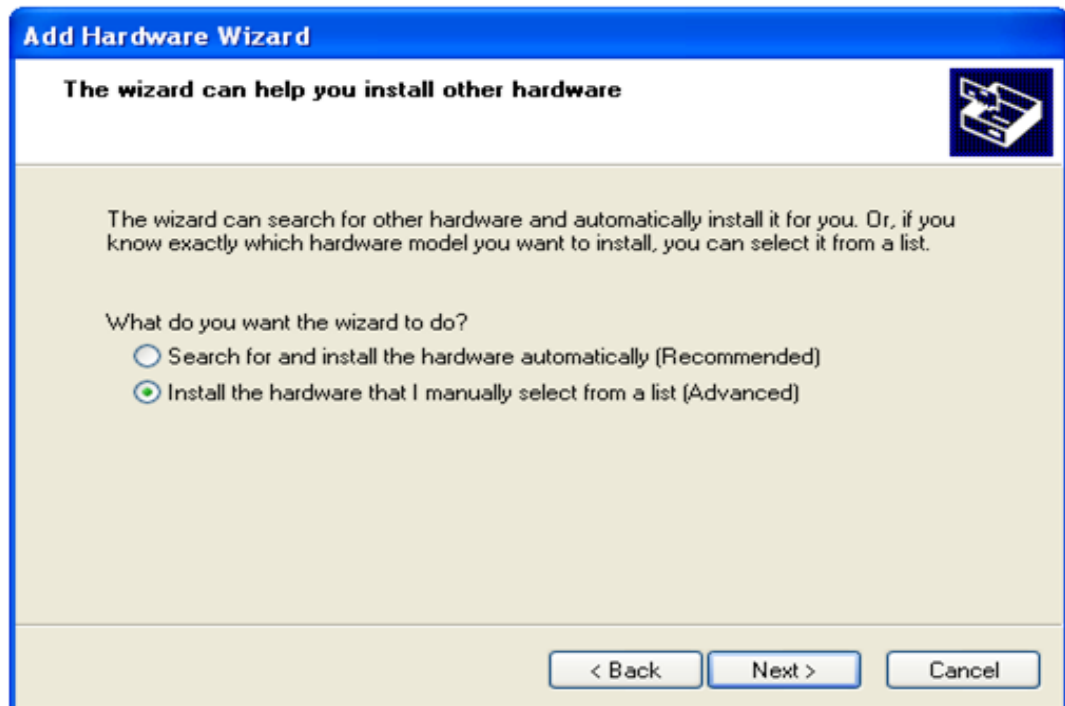 Add Hardware Wizard
The wizard can help you install other hardware
The wizard can search for other hardware and automatically install it for you. Or, if you
know exactly which hardware model you want to install, you can select it from a list.
What do you want the wizard to do?
Search for and install the hardware automatically (Recommended)
Install the hardware that I manually select from a list (Advanced)
< Back Next > Cancel